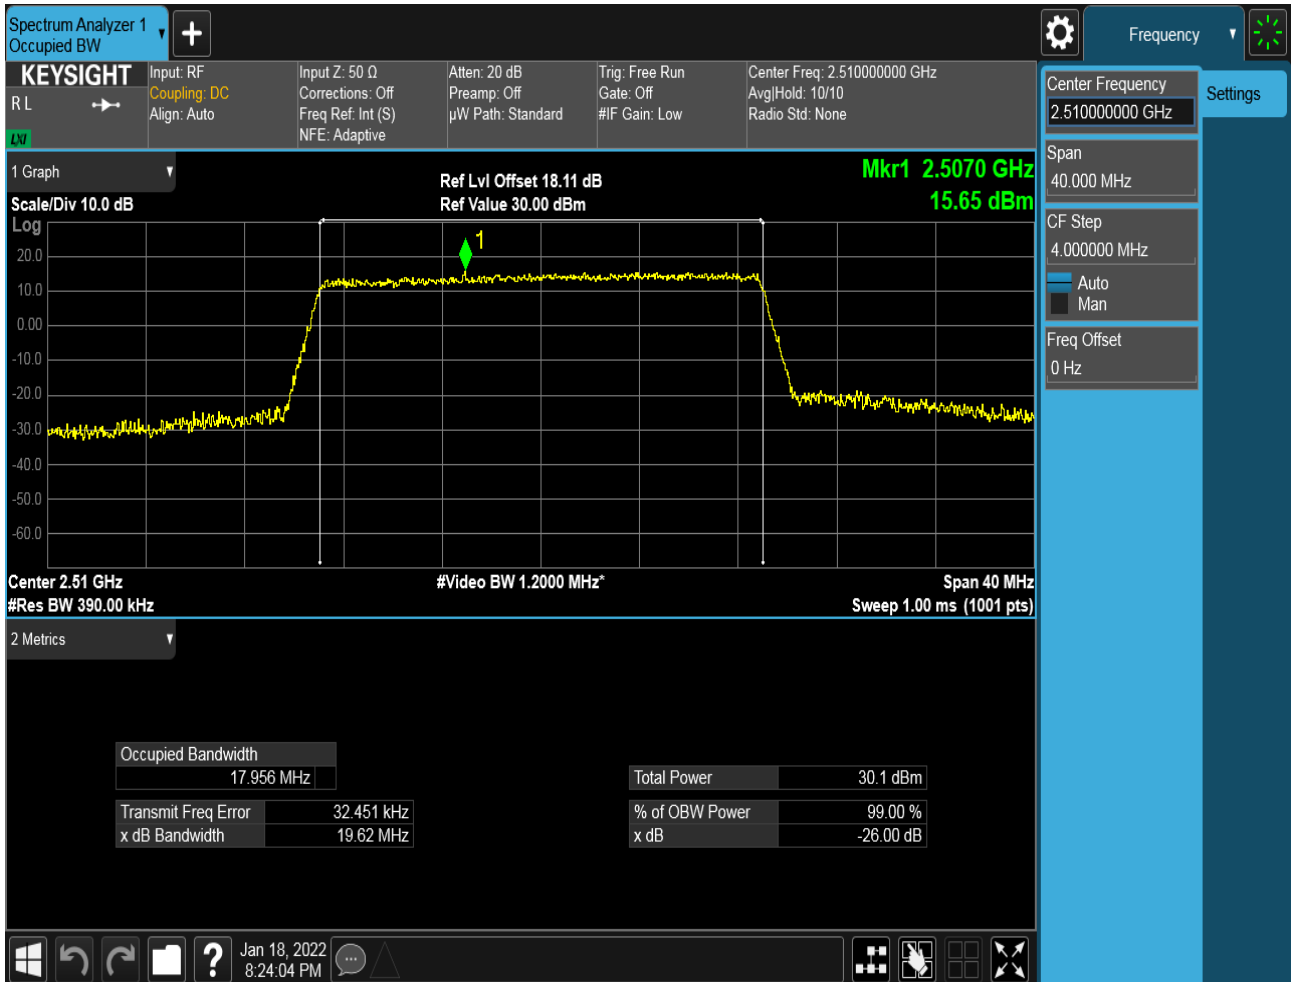 Spectrum Analyzer 1
Occupied BW
+
Frequency
KEYSIGHT
R L
LXI
Input: RF
Coupling: DC
Align: Auto
Input Z: 50 Ω
Corrections: Off
Freq Ref: Int (S)
NFE: Adaptive
Atten: 20 dB
Preamp: Off
µW Path: Standard
Trig: Free Run
Gate: Off
#IF Gain: Low
Center Freq: 2.510000000 GHz
Avg|Hold: 10/10
Radio Std: None
Center Frequency
2.510000000 GHz
Settings
Span
40.000 MHz
CF Step
4.000000 MHz
Auto
Man
Freq Offset
0 Hz
1 Graph
Scale/Div 10.0 dB
Ref Lvl Offset 18.11 dB
Ref Value 30.00 dBm
Mkr1 2.5070 GHz
15.65 dBm
Log
20.0
10.0
0.00
-10.0
-20.0
-30.0
-40.0
-50.0
-60.0
1
Center 2.51 GHz
#Res BW 390.00 kHz
#Video BW 1.2000 MHz*
Span 40 MHz
Sweep 1.00 ms (1001 pts)
2 Metrics
Occupied Bandwidth
17.956 MHz
Transmit Freq Error 32.451 kHz
x dB Bandwidth 19.62 MHz
Total Power 30.1 dBm
% of OBW Power 99.00 %
x dB -26.00 dB
?
Jan 18, 2022
8:24:04 PM